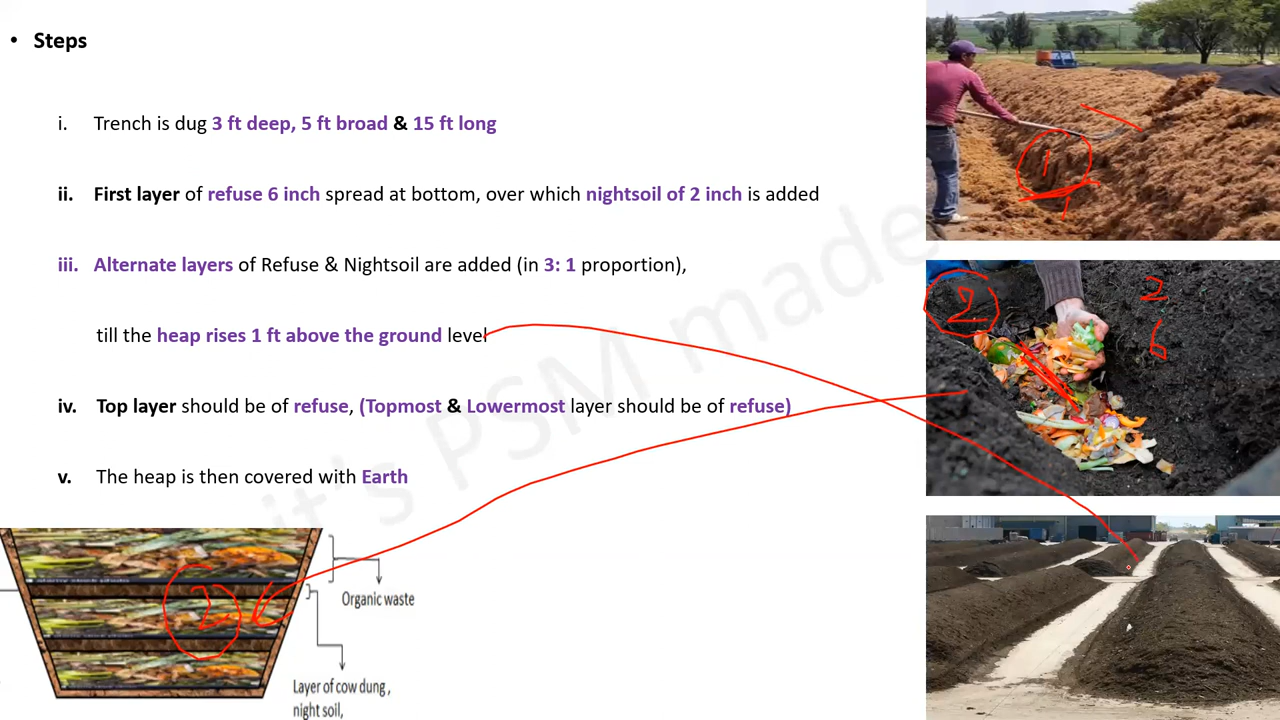 • Steps
i. Trench is dug 3 ft deep, 5 ft broad & 15 ft long
ii. First layer of refuse 6 inch spread at bottom, over which nightsoil of 2 inch is added
iii. Alternate layers of Refuse & Nightsoil are added (in 3: 1 proportion),
till the heap rises 1 ft above the ground level
iv. Top layer should be of refuse, (Topmost & Lowermost layer should be of refuse)
v. The heap is then covered with Earth
it's PSM made
Organic waste
Layer of cow dung,
night soil,
1
1
2
2
6
2